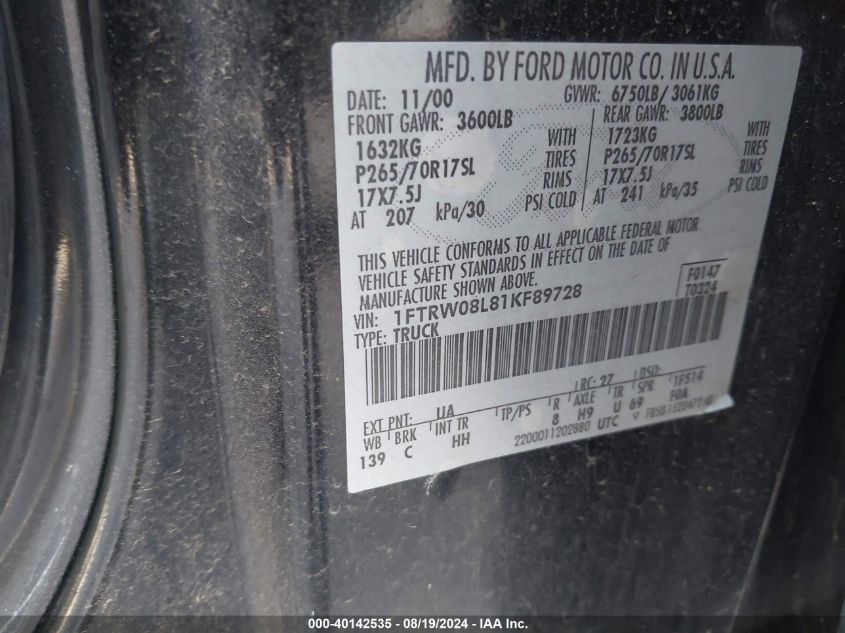 MFD. BY FORD MOTOR CO. IN U.S.A.
DATE: 11/00 GVWR: 6750LB/ 3061KG
FRONT GAWR: 3600LB REAR GAWR: 3800LB
1632KG WITH 1723KG WITH
P265/70R17SL TIRES P265/70R17SL TIRES
17X7.5J RIMS 17X7.5J RIMS
AT 207 kPa/30 PSI COLD AT 241 kPa/35 PSI COLD
THIS VEHICLE CONFORMS TO ALL APPLICABLE FEDERAL MOTOR
VEHICLE SAFETY STANDARDS IN EFFECT ON THE DATE OF
MANUFACTURE SHOWN ABOVE. F0147
VIN: 1FTRW08L81KF89728 T0324
TYPE: TRUCK
EXT PNT: UA RC: 27 DSO: 1F514
WB BRK INT TR TP/PS R AXLE TR SPR F0A
139 C HH 8 H9 U 69
2200011202880 UTC
000-40142535 - 08/19/2024 - IAA Inc.